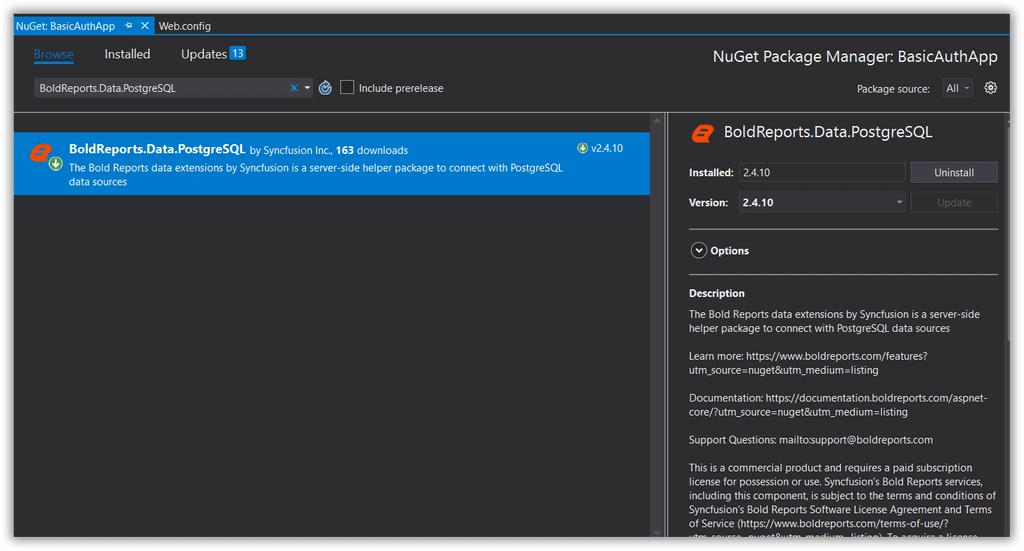 NuGet: BasicAuthApp
Web.config
Browse
Installed
Updates 13
NuGet Package Manager: BasicAuthApp
BoldReports.Data.PostgreSQL
Include prerelease
Package source: All
BoldReports.Data.PostgreSQL by Syncfusion Inc., 163 downloads
v2.4.10
The Bold Reports data extensions by Syncfusion is a server-side helper package to connect with PostgreSQL
data sources
BoldReports.Data.PostgreSQL
Installed: 2.4.10 Uninstall
Version: 2.4.10 Update
Options
Description
The Bold Reports data extensions by Syncfusion is a server-side
helper package to connect with PostgreSQL data sources
Learn more: https://www.boldreports.com/features?
utm_source=nuget&utm_medium=listing
Documentation: https://documentation.boldreports.com/aspnet-
core/?utm_source=nuget&utm_medium=listing
Support Questions: mailto:support@boldreports.com
This is a commercial product and requires a paid subscription
license for possession or use. Syncfusion's Bold Reports services,
including this component, is subject to the terms and conditions of
Syncfusion's Bold Reports Software License Agreement and Terms
of Service (https://www.boldreports.com/terms-of-use/?
utm_source=nuget&utm_medium=listing). To acquire a license